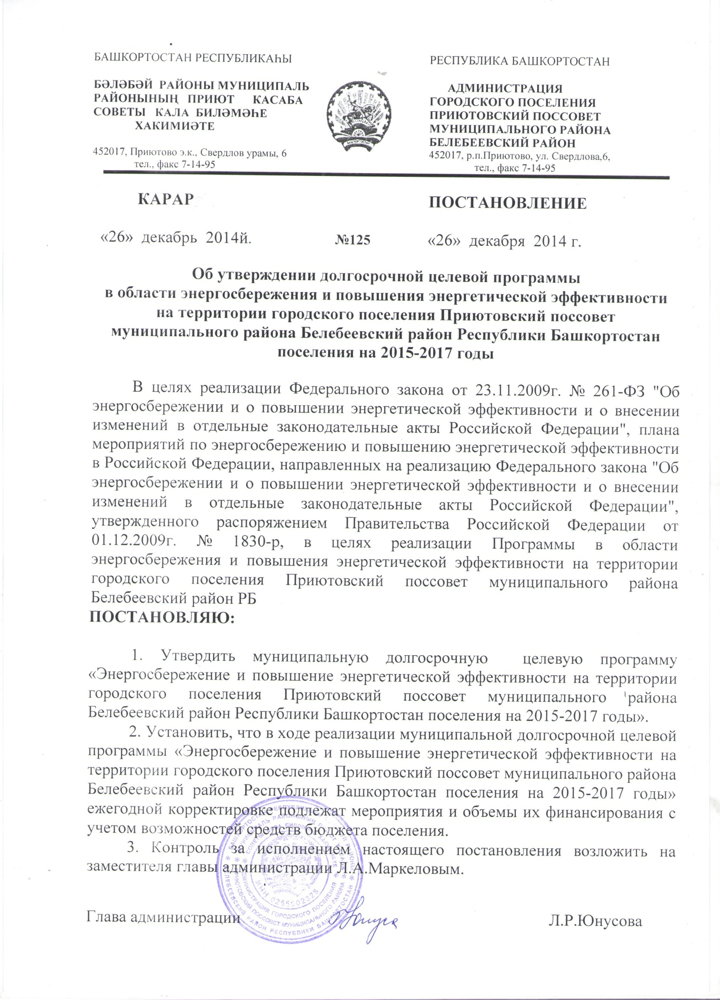 БАШКОРТОСТАН РЕСПУБЛИКАҺЫ
БӘЛӘБӘЙ РАЙОНЫ МУНИЦИПАЛЬ
РАЙОНЫНЫҢ ПРИЮТ КАСАБА
СОВЕТЫ КАЛА БИЛӘМӘҺЕ
ХАКИМИӘТЕ
452017, Приютово э.к., Свердлов урамы, 6
тел., факс 7-14-95
РЕСПУБЛИКА БАШКОРТОСТАН
АДМИНИСТРАЦИЯ
ГОРОДСКОГО ПОСЕЛЕНИЯ
ПРИЮТОВСКИЙ ПОССОВЕТ
МУНИЦИПАЛЬНОГО РАЙОНА
БЕЛЕБЕЕВСКИЙ РАЙОН
452017, р.п.Приютово, ул. Свердлова,6,
тел., факс 7-14-95
КАРАР ПОСТАНОВЛЕНИЕ
«26» декабрь 2014й. №125 «26» декабря 2014 г.
Об утверждении долгосрочной целевой программы
в области энергосбережения и повышения энергетической эффективности
на территории городского поселения Приютовский поссовет
муниципального района Белебеевский район Республики Башкортостан
поселения на 2015-2017 годы
В целях реализации Федерального закона от 23.11.2009г. № 261-ФЗ "Об
энергосбережении и о повышении энергетической эффективности и о внесении
изменений в отдельные законодательные акты Российской Федерации", плана
мероприятий по энергосбережению и повышению энергетической эффективности
в Российской Федерации, направленных на реализацию Федерального закона "Об
энергосбережении и о повышении энергетической эффективности и о внесении
изменений в отдельные законодательные акты Российской Федерации",
утвержденного распоряжением Правительства Российской Федерации от
01.12.2009г. № 1830-р, в целях реализации Программы в области
энергосбережения и повышения энергетической эффективности на территории
городского поселения Приютовский поссовет муниципального района
Белебеевский район РБ
ПОСТАНОВЛЯЮ:
1. Утвердить муниципальную долгосрочную целевую программу
«Энергосбережение и повышение энергетической эффективности на территории
городского поселения Приютовский поссовет муниципального района
Белебеевский район Республики Башкортостан поселения на 2015-2017 годы».
2. Установить, что в ходе реализации муниципальной долгосрочной целевой
программы «Энергосбережение и повышение энергетической эффективности на
территории городского поселения Приютовский поссовет муниципального района
Белебеевский район Республики Башкортостан поселения на 2015-2017 годы»
ежегодной корректировке подлежат мероприятия и объемы их финансирования с
учетом возможностей средств бюджета поселения.
3. Контроль за исполнением настоящего постановления возложить на
заместителя главы администрации Л.А.Маркеловым.
Глава администрации Л.Р.Юнусова
АДМИНИСТРАЦИЯ ГОРОДСКОГО ПОСЕЛЕНИЯ
ПРИЮТОВСКИЙ ПОССОВЕТ МУНИЦИПАЛЬНОГО РАЙОНА
БЕЛЕБЕЕВСКИЙ РАЙОН РЕСПУБЛИКИ БАШКОРТОСТАН
ИНН 0255002325